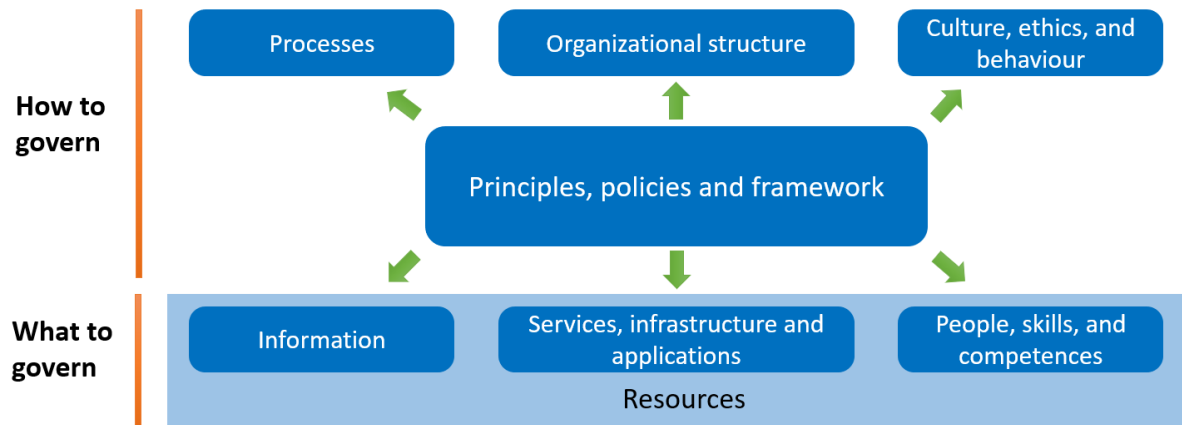 How to
govern
Processes
Organizational structure
Culture, ethics, and
behaviour
Principles, policies and framework
What to
govern
Information
Services, infrastructure and
applications
People, skills, and
competences
Resources